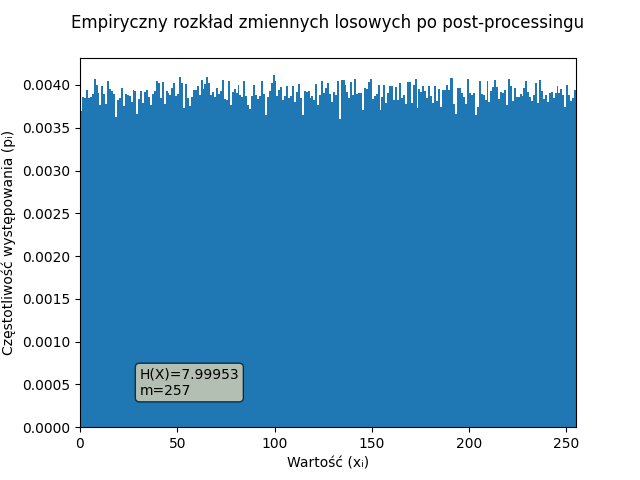 Empiryczny rozkład zmiennych losowych po post-processingu
Częstotliwość występowania (pᵢ)
0.0040
0.0035
0.0030
0.0025
0.0020
0.0015
0.0010
0.0005
0.0000
H(X)=7.99953
m=257
0 50 100 150 200 250
Wartość (xᵢ)